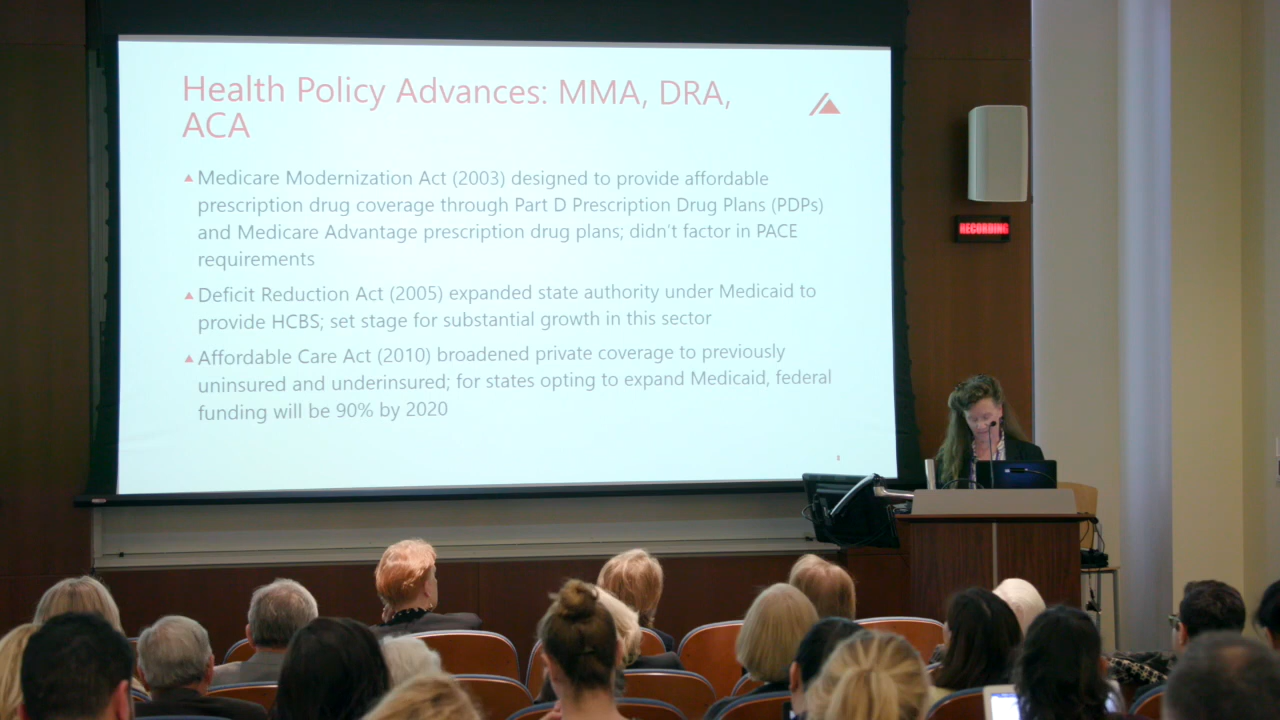 Health Policy Advances: MMA, DRA,
ACA
Medicare Modernization Act (2003) designed to provide affordable
prescription drug coverage through Part D Prescription Drug Plans (PDPs)
and Medicare Advantage prescription drug plans; didn't factor in PACE
requirements
Deficit Reduction Act (2005) expanded state authority under Medicaid to
provide HCBS; set stage for substantial growth in this sector
Affordable Care Act (2010) broadened private coverage to previously
uninsured and underinsured; for states opting to expand Medicaid, federal
funding will be 90% by 2020
RECORDING